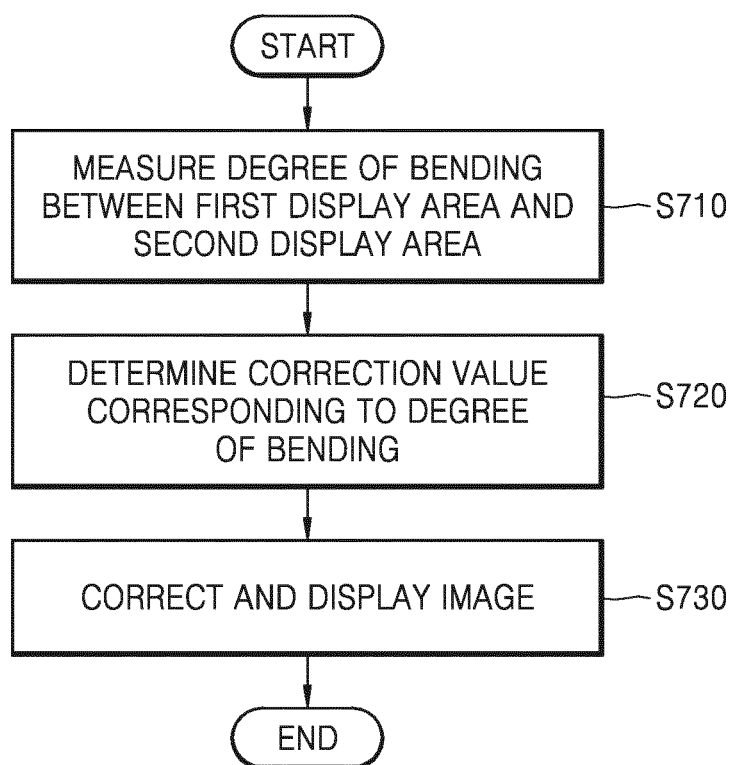 START
MEASURE DEGREE OF BENDING
BETWEEN FIRST DISPLAY AREA AND
SECOND DISPLAY AREA
S710
DETERMINE CORRECTION VALUE
CORRESPONDING TO DEGREE
OF BENDING
S720
CORRECT AND DISPLAY IMAGE
S730
END